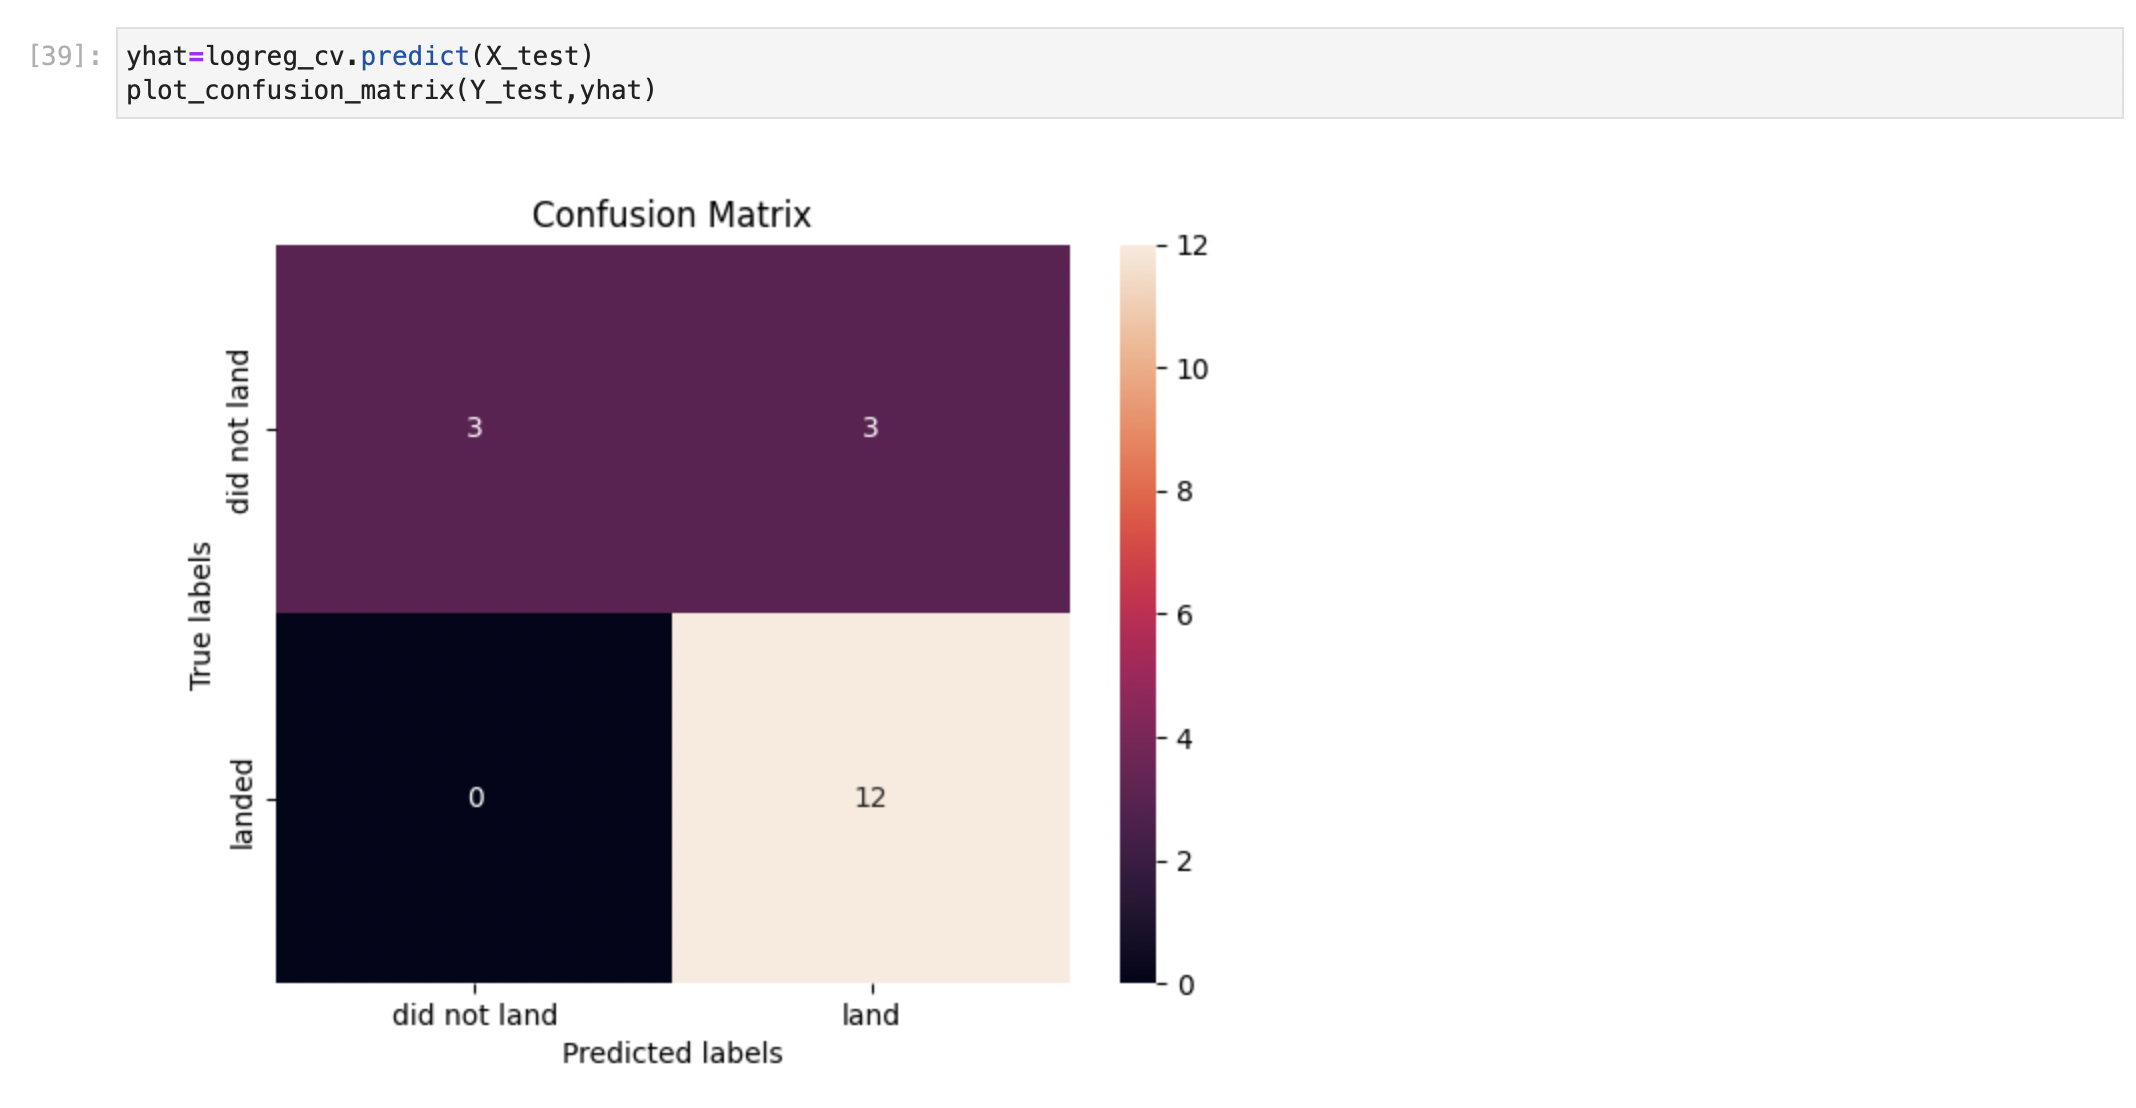 [39]:
yhat=logreg_cv.predict(X_test)
plot_confusion_matrix(Y_test,yhat)
Confusion Matrix
True labels
did not land
landed
3
3
0
12
did not land
land
Predicted labels
12
10
8
6
4
2
0